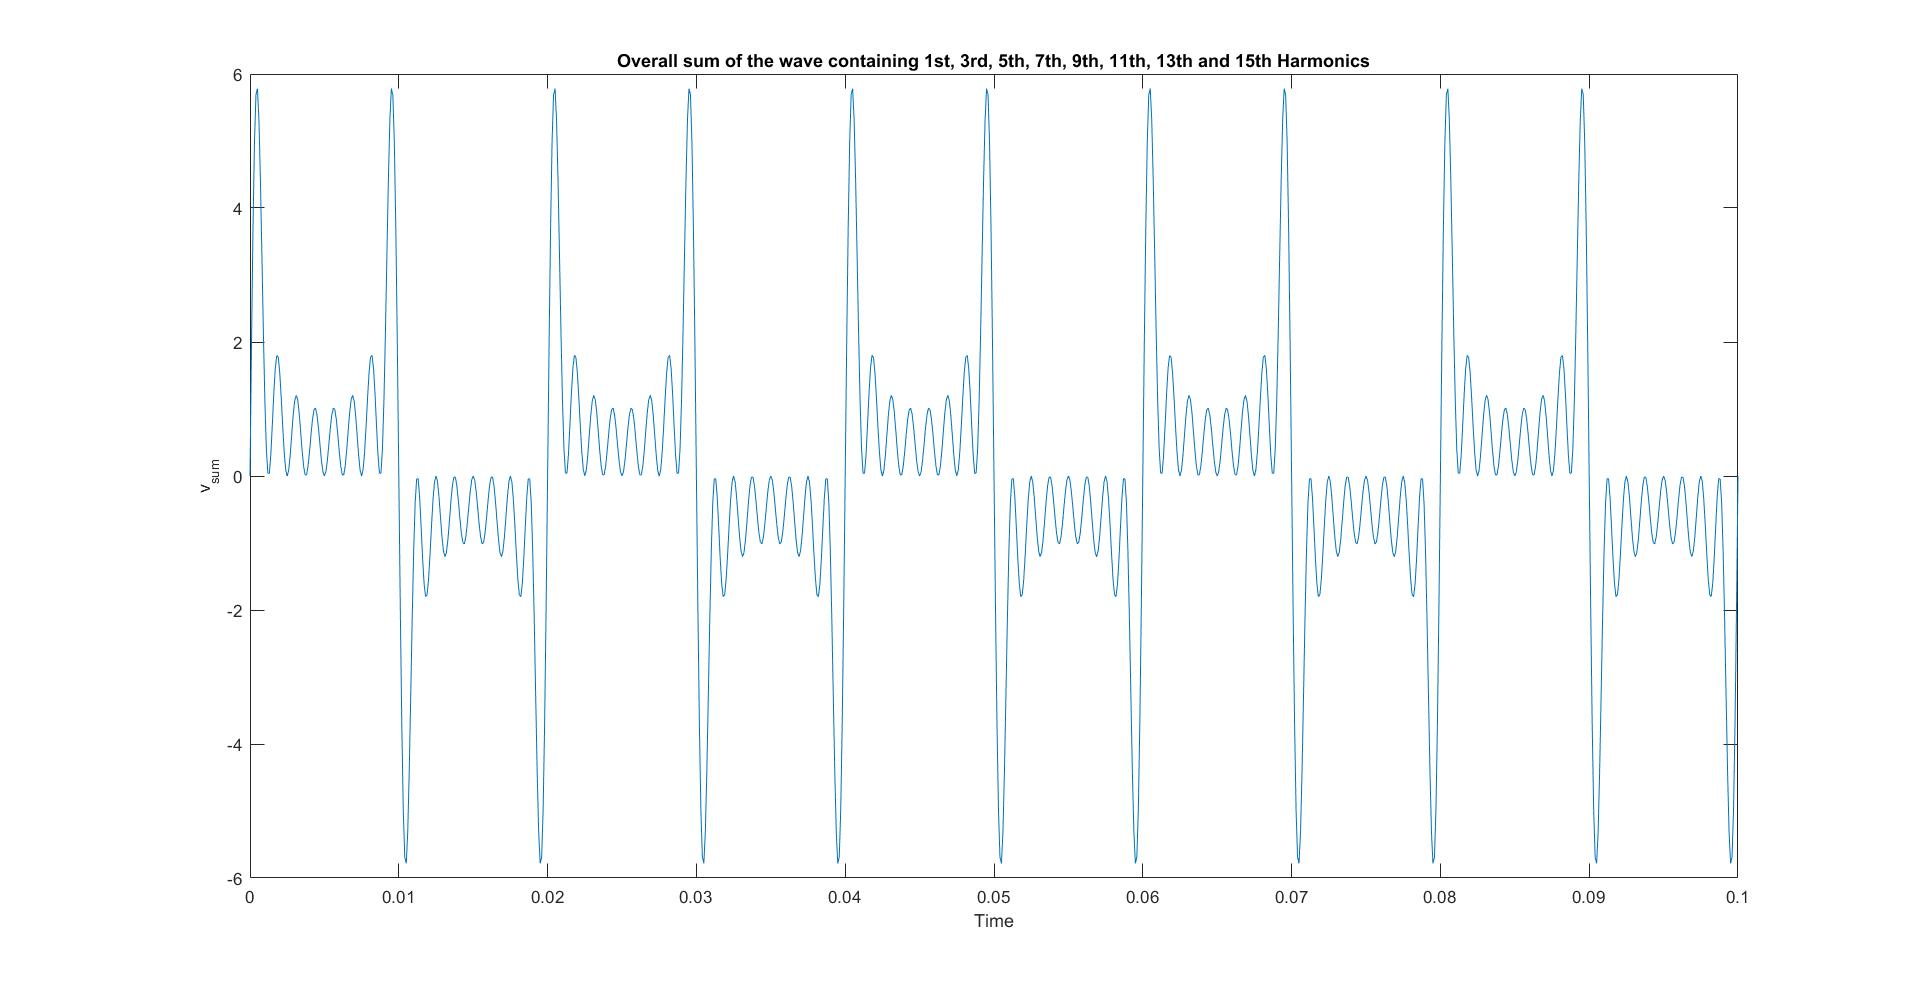 Overall sum of the wave containing 1st, 3rd, 5th, 7th, 9th, 11th, 13th and 15th Harmonics
6
4
2
0
-2
-4
-6
v_sum
0 0.01 0.02 0.03 0.04 0.05 0.06 0.07 0.08 0.09 0.1
Time